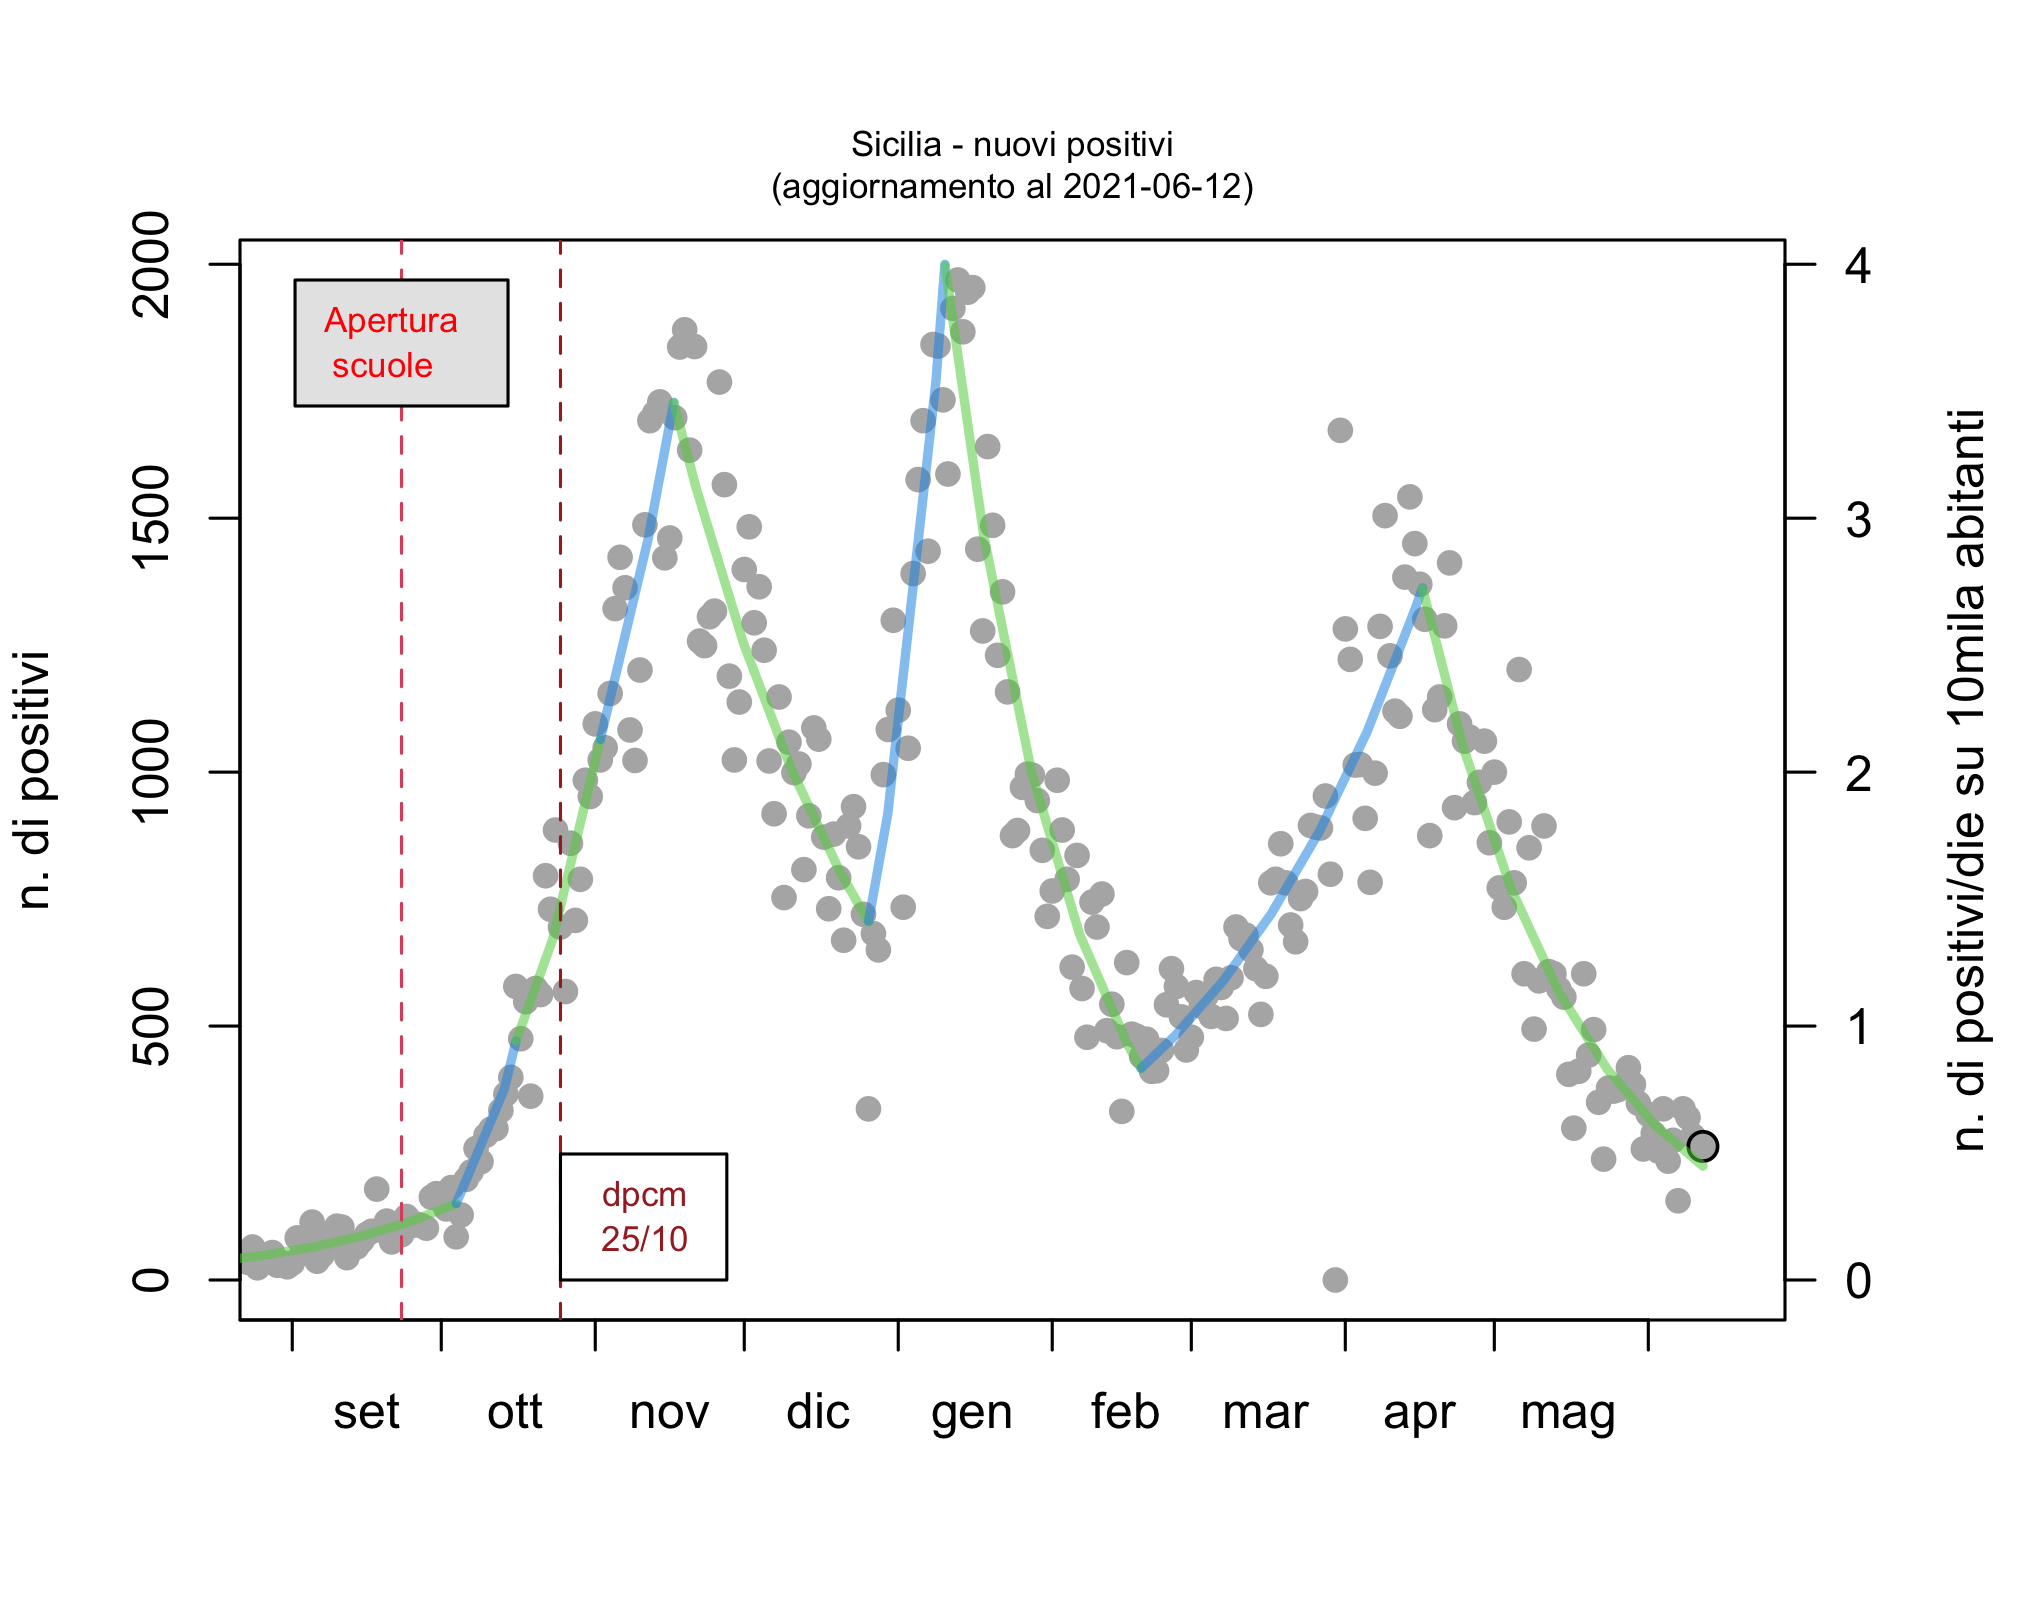 Sicilia - nuovi positivi
(aggiornamento al 2021-06-12)
n. di positivi
2000
1500
1000
500
0
Apertura
scuole
dpcm
25/10
4
3
2
1
0
n. di positivi/die su 10mila abitanti
set ott nov dic gen feb mar apr mag